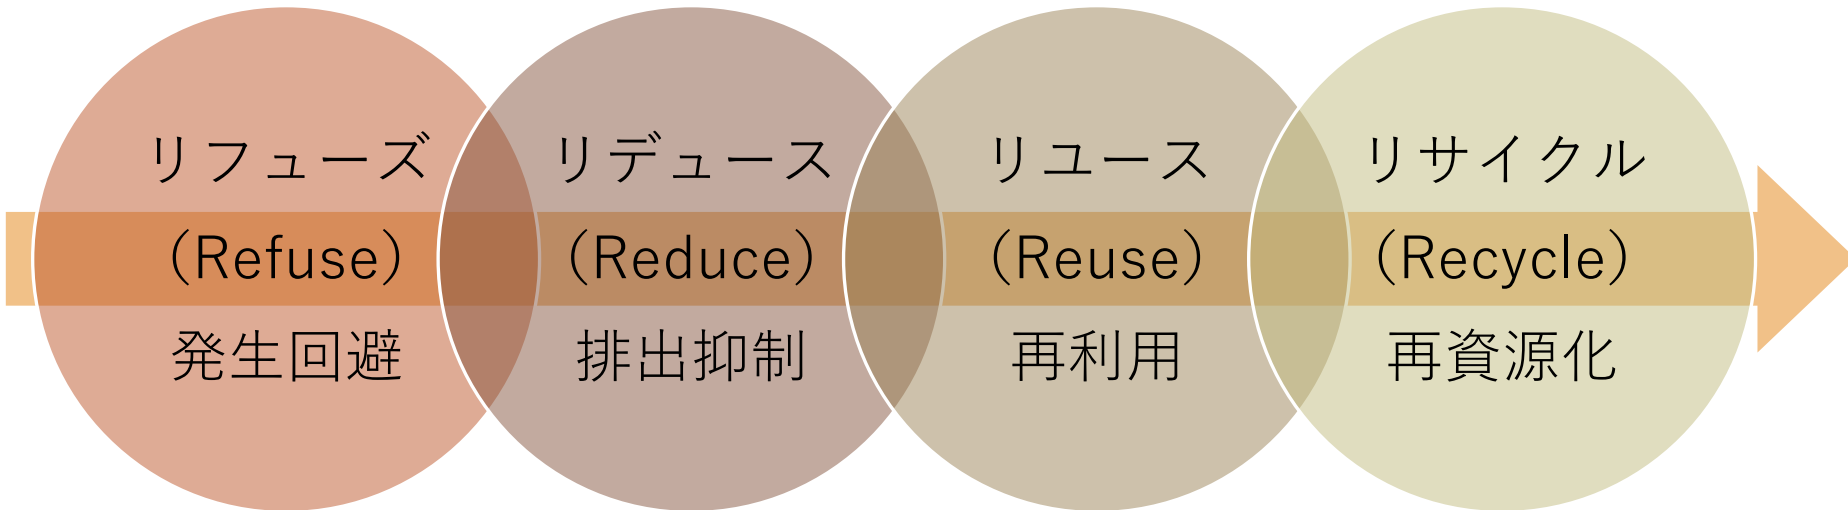 リフューズ
（Refuse）
発生回避
リデュース
（Reduce）
排出抑制
リユース
（Reuse）
再利用
リサイクル
（Recycle）
再資源化